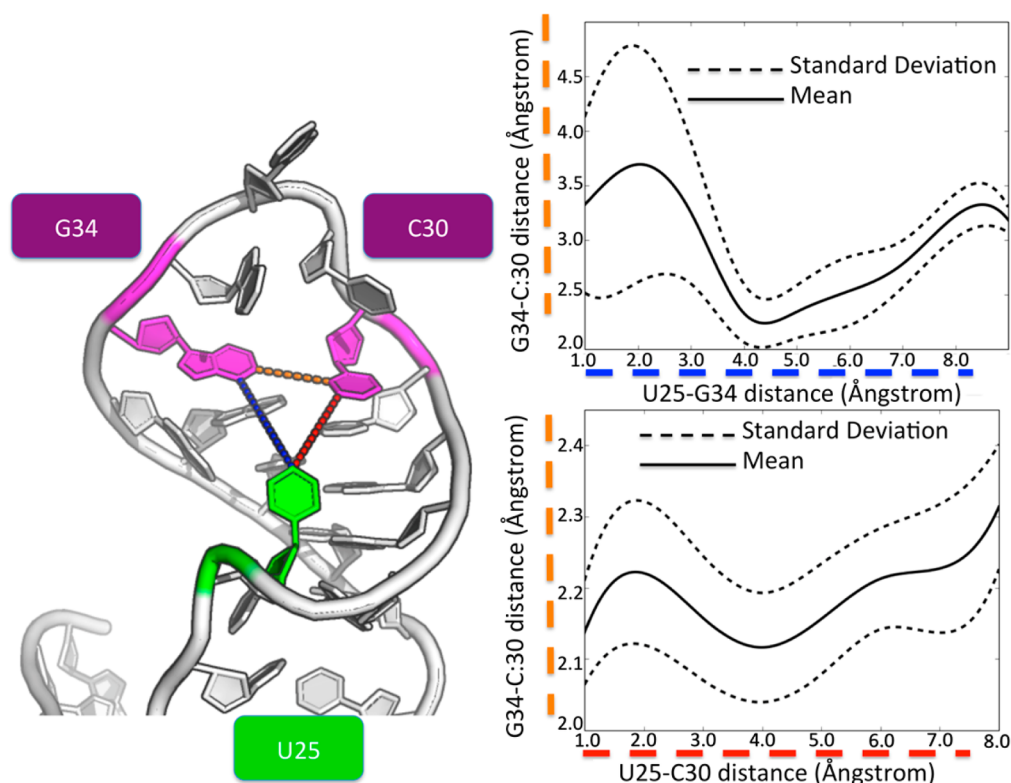 G34
C30
U25
G34-C:30 distance (Ångstrom)
4.5
4.0
3.5
3.0
2.5
2.0
Standard Deviation
Mean
1.0 2.0 3.0 4.0 5.0 6.0 7.0 8.0
U25-G34 distance (Ångstrom)
G34-C:30 distance (Ångstrom)
2.4
2.3
2.2
2.1
2.0
Standard Deviation
Mean
1.0 2.0 3.0 4.0 5.0 6.0 7.0 8.0
U25-C30 distance (Ångstrom)